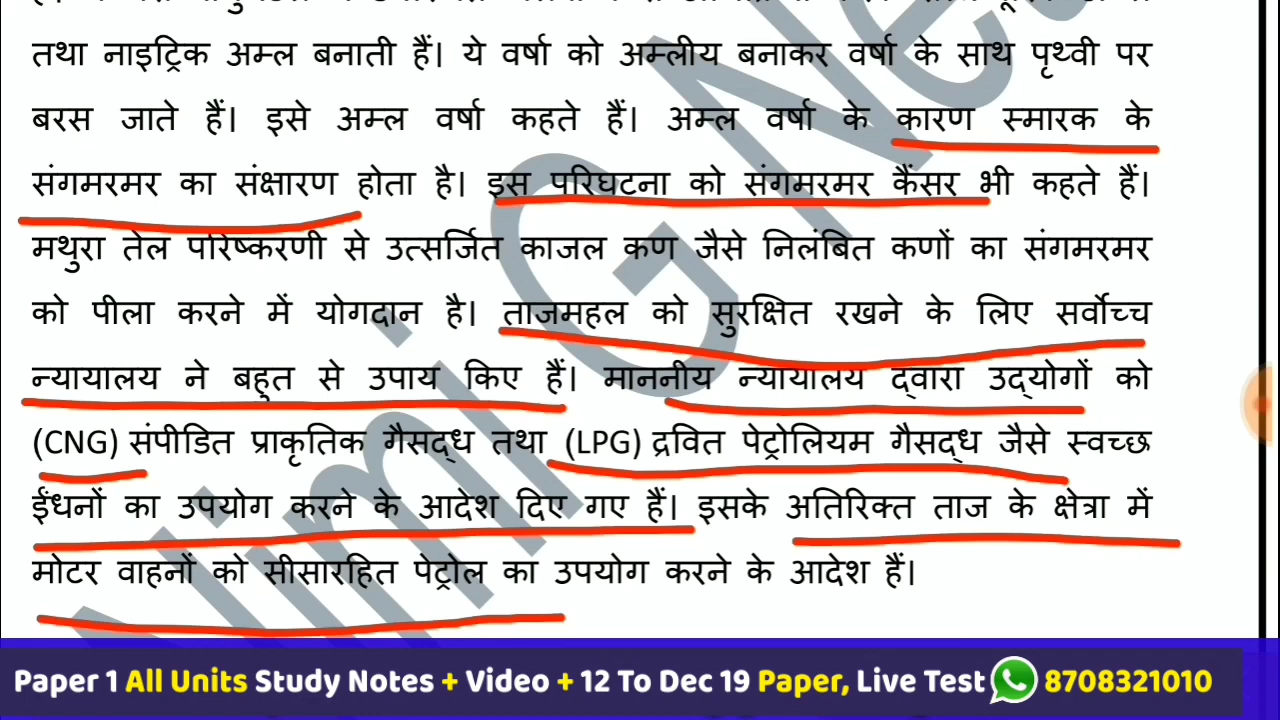 तथा नाइट्रिक अम्ल बनाती हैं। ये वर्षा को अम्लीय बनाकर वर्षा के साथ पृथ्वी पर
बरस जाते हैं। इसे अम्ल वर्षा कहते हैं। अम्ल वर्षा के कारण स्मारक के
संगमरमर का संक्षारण होता है। इस परिघटना को संगमरमर कैंसर भी कहते हैं।
मथुरा तेल परिष्करणी से उत्सर्जित काजल कण जैसे निलंबित कणों का संगमरमर
को पीला करने में योगदान है। ताजमहल को सुरक्षित रखने के लिए सर्वोच्च
न्यायालय ने बहुत से उपाय किए हैं। माननीय न्यायालय द्वारा उद्योगों को
(CNG) संपीडित प्राकृतिक गैसद्ध तथा (LPG) द्रवित पेट्रोलियम गैसद्ध जैसे स्वच्छ
ईंधनों का उपयोग करने के आदेश दिए गए हैं। इसके अतिरिक्त ताज के क्षेत्रा में
मोटर वाहनों को सीसारहित पेट्रोल का उपयोग करने के आदेश हैं।
Paper 1 All Units Study Notes + Video + 12 To Dec 19 Paper, Live Test 8708321010